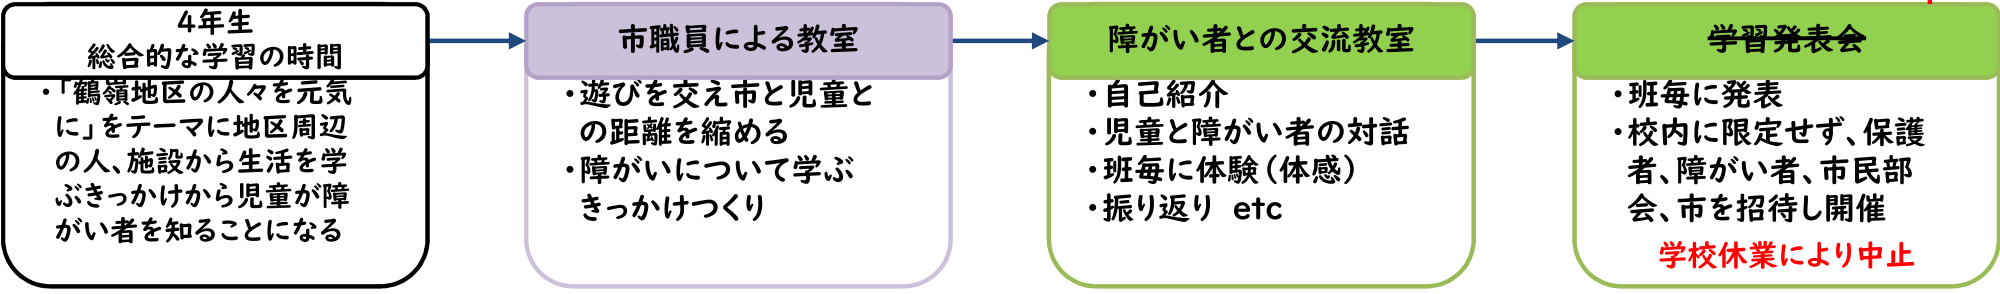 4年生
総合的な学習の時間
・「鶴嶺地区の人々を元気
に」をテーマに地区周辺
の人、施設から生活を学
ぶきっかけから児童が障
がい者を知ることになる
市職員による教室
・遊びを交え市と児童と
の距離を縮める
・障がいについて学ぶ
きっかけつくり
障がい者との交流教室
・自己紹介
・児童と障がい者の対話
・班毎に体験（体感）
・振り返り etc
学習発表会
・班毎に発表
・校内に限定せず、保護
者、障がい者、市民部
会、市を招待し開催
学校休業により中止